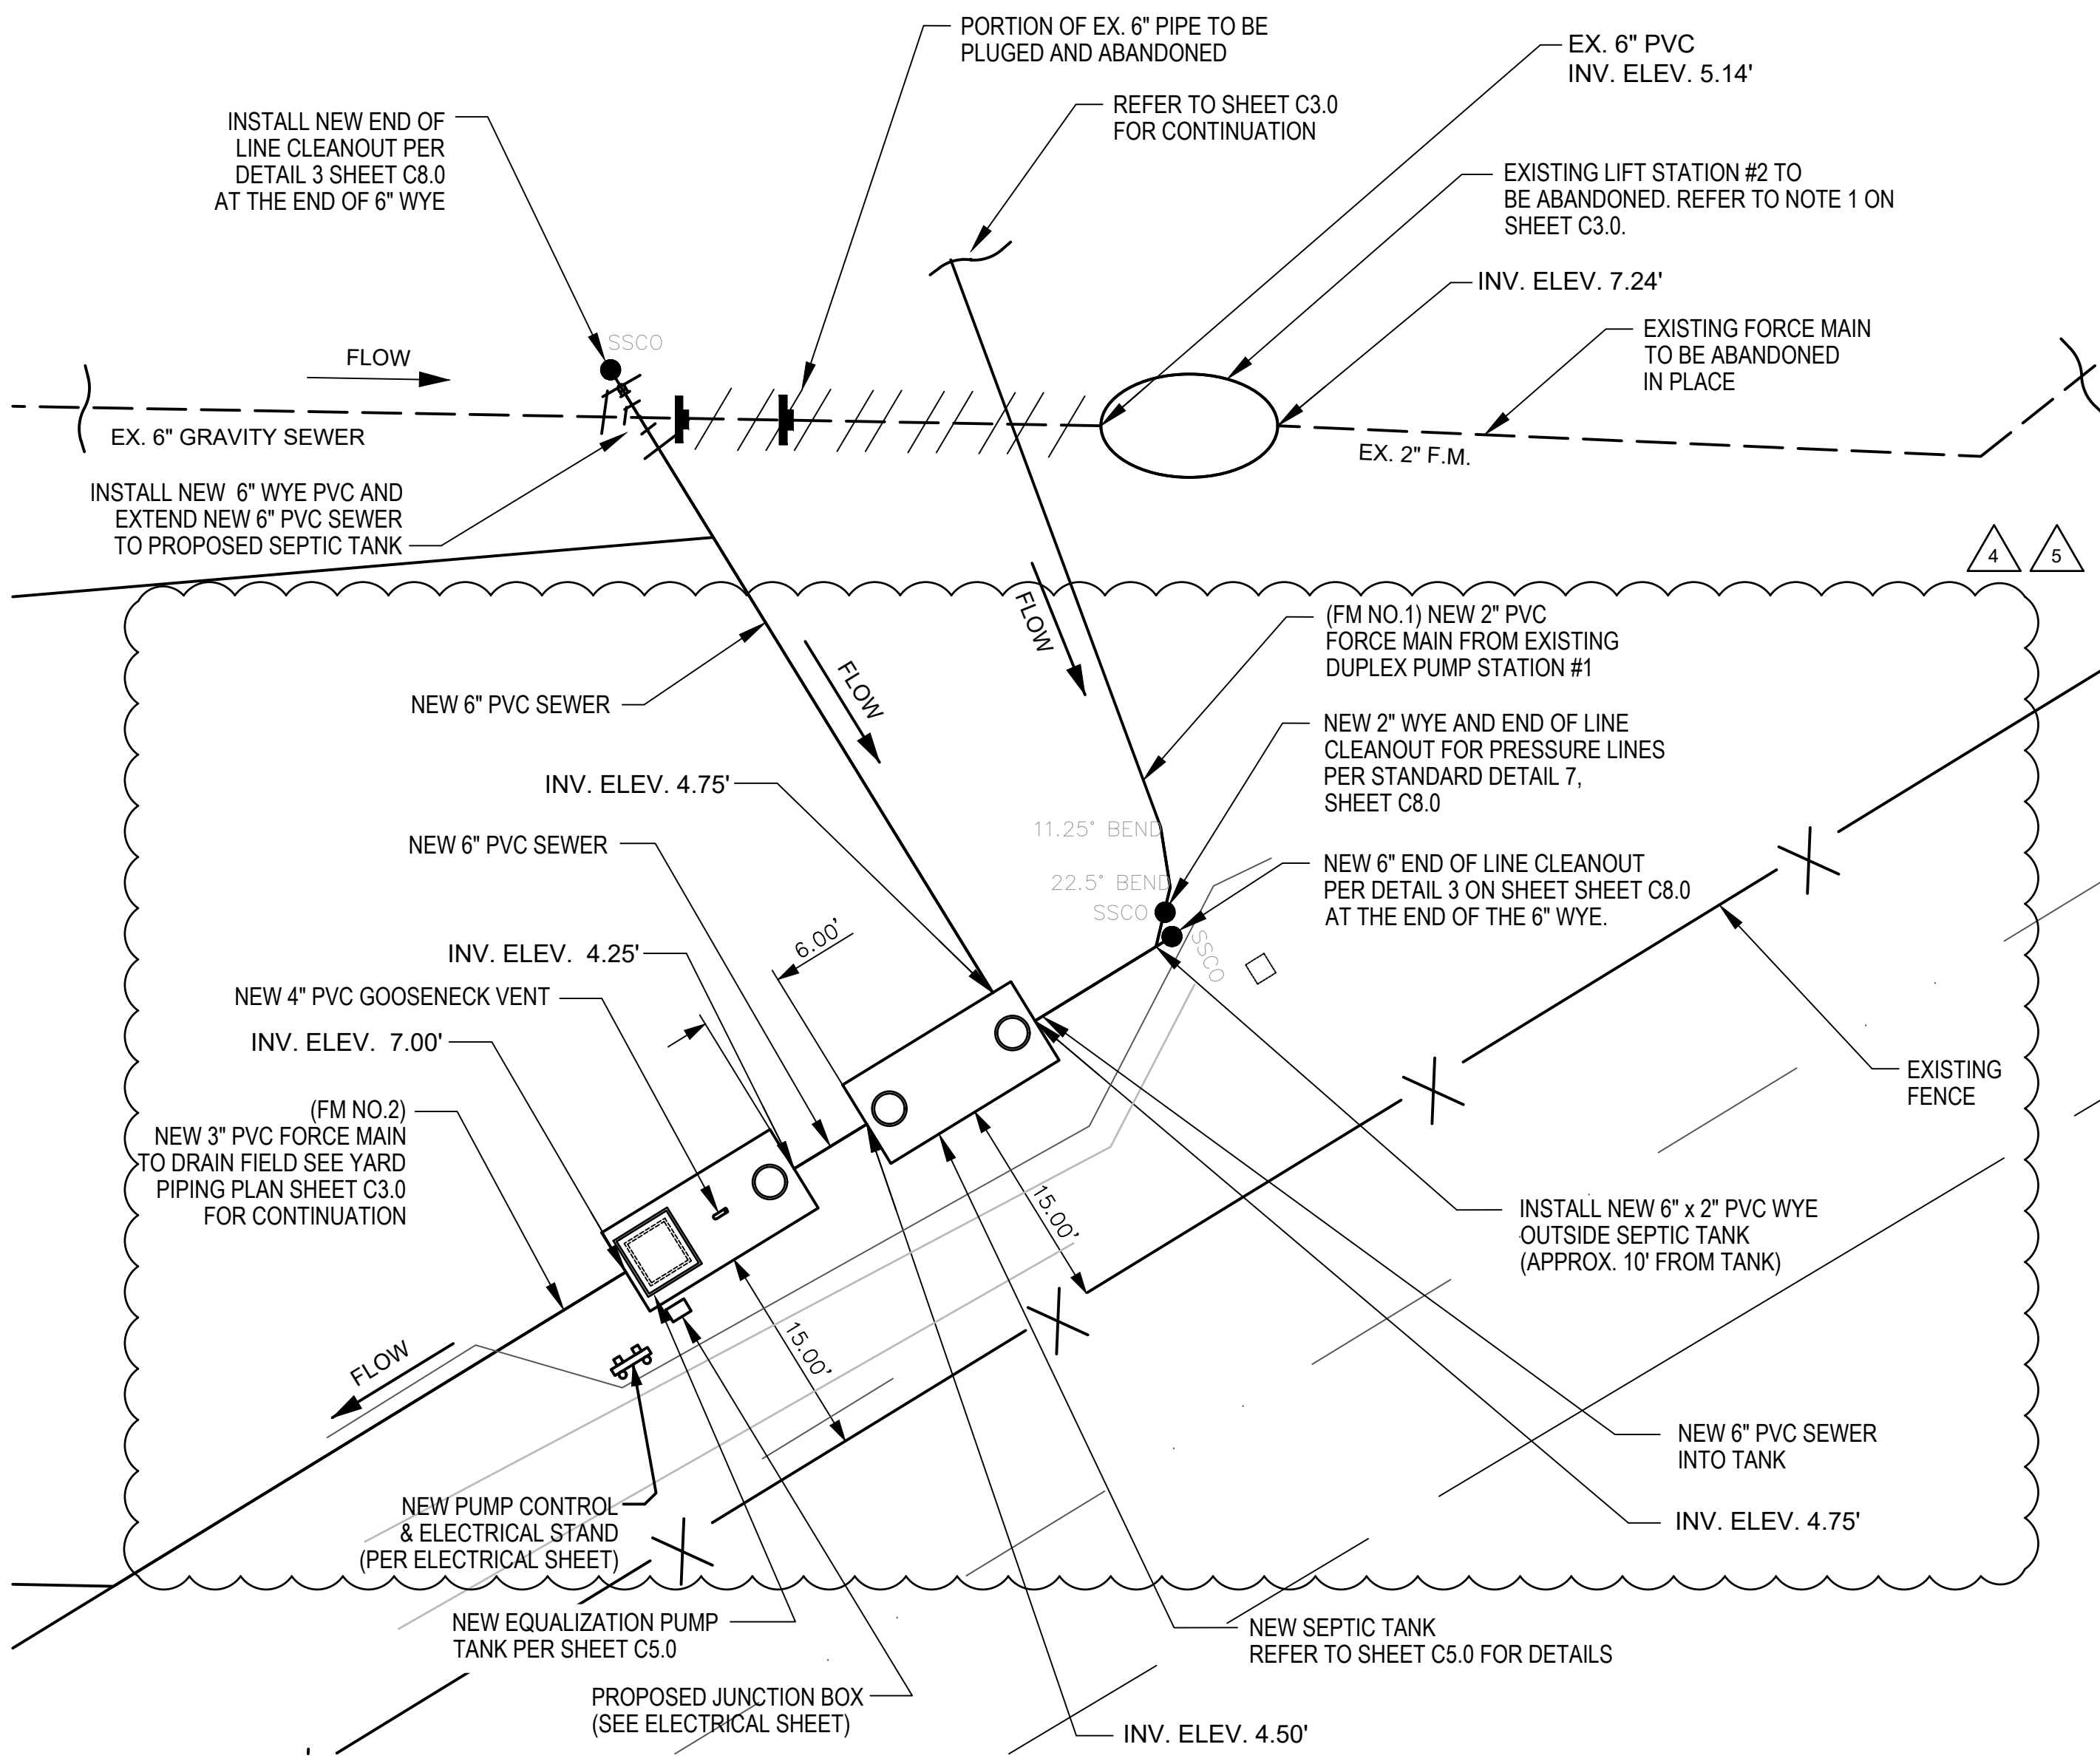 PORTION OF EX. 6" PIPE TO BE
PLUGED AND ABANDONED
EX. 6" PVC
INV. ELEV. 5.14'
REFER TO SHEET C3.0
FOR CONTINUATION
INSTALL NEW END OF
LINE CLEANOUT PER
DETAIL 3 SHEET C8.0
AT THE END OF 6" WYE
EXISTING LIFT STATION #2 TO
BE ABANDONED. REFER TO NOTE 1 ON
SHEET C3.0.
INV. ELEV. 7.24'
EXISTING FORCE MAIN
TO BE ABANDONED
IN PLACE
SSCO
FLOW
EX. 6" GRAVITY SEWER
EX. 2" F.M.
INSTALL NEW 6" WYE PVC AND
EXTEND NEW 6" PVC SEWER
TO PROPOSED SEPTIC TANK
4
5
FLOW
(FM NO.1) NEW 2" PVC
FORCE MAIN FROM EXISTING
DUPLEX PUMP STATION #1
FLOW
NEW 6" PVC SEWER
NEW 2" WYE AND END OF LINE
CLEANOUT FOR PRESSURE LINES
PER STANDARD DETAIL 7,
SHEET C8.0
INV. ELEV. 4.75'
11.25° BEND
NEW 6" PVC SEWER
NEW 6" END OF LINE CLEANOUT
PER DETAIL 3 ON SHEET SHEET C8.0
AT THE END OF THE 6" WYE.
22.5° BEND
SSCO
SSCO
6.00'
INV. ELEV. 4.25'
NEW 4" PVC GOOSENECK VENT
INV. ELEV. 7.00'
EXISTING
FENCE
(FM NO.2)
NEW 3" PVC FORCE MAIN
TO DRAIN FIELD SEE YARD
PIPING PLAN SHEET C3.0
FOR CONTINUATION
15.00'
INSTALL NEW 6" x 2" PVC WYE
OUTSIDE SEPTIC TANK
(APPROX. 10' FROM TANK)
15.00'
FLOW
NEW 6" PVC SEWER
INTO TANK
INV. ELEV. 4.75'
NEW PUMP CONTROL
& ELECTRICAL STAND
(PER ELECTRICAL SHEET)
NEW EQUALIZATION PUMP
TANK PER SHEET C5.0
NEW SEPTIC TANK
REFER TO SHEET C5.0 FOR DETAILS
PROPOSED JUNCTION BOX
(SEE ELECTRICAL SHEET)
INV. ELEV. 4.50'